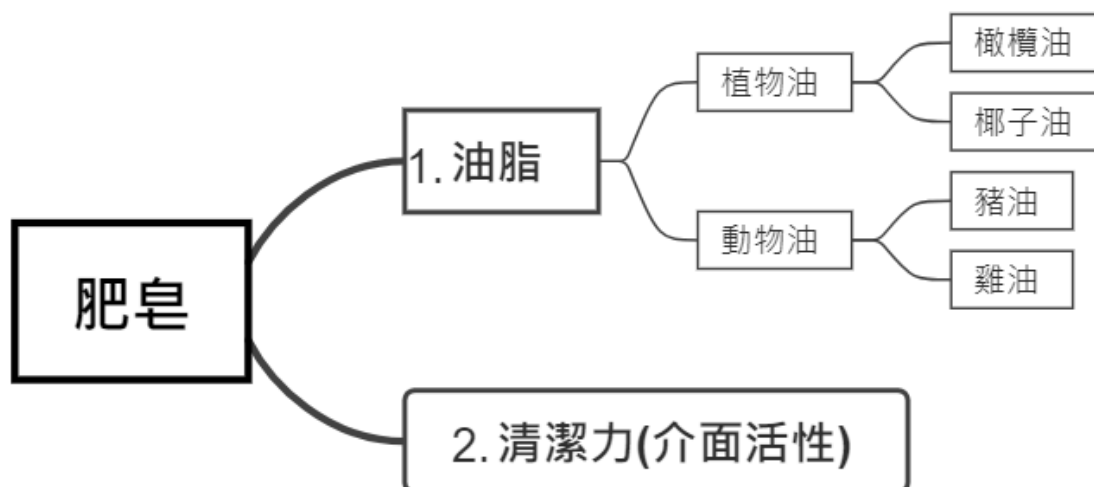 肥皂
1.油脂
植物油
橄欖油
椰子油
動物油
豬油
雞油
2.清潔力(介面活性)